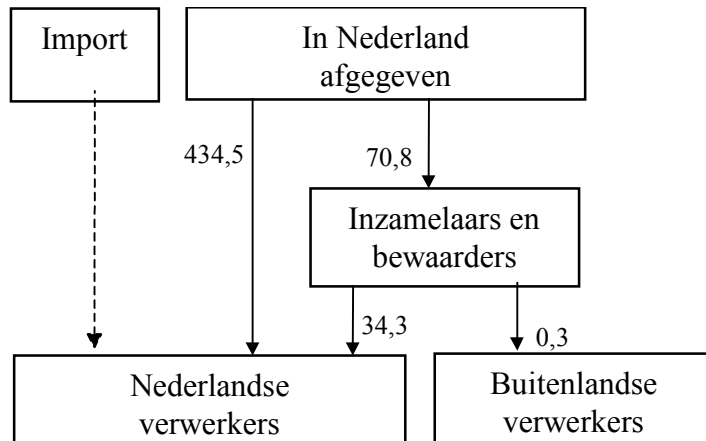 Import
In Nederland
afgegeven
434,5
70,8
Inzamelaars en
bewaarders
34,3
0,3
Nederlandse
verwerkers
Buitenlandse
verwerkers